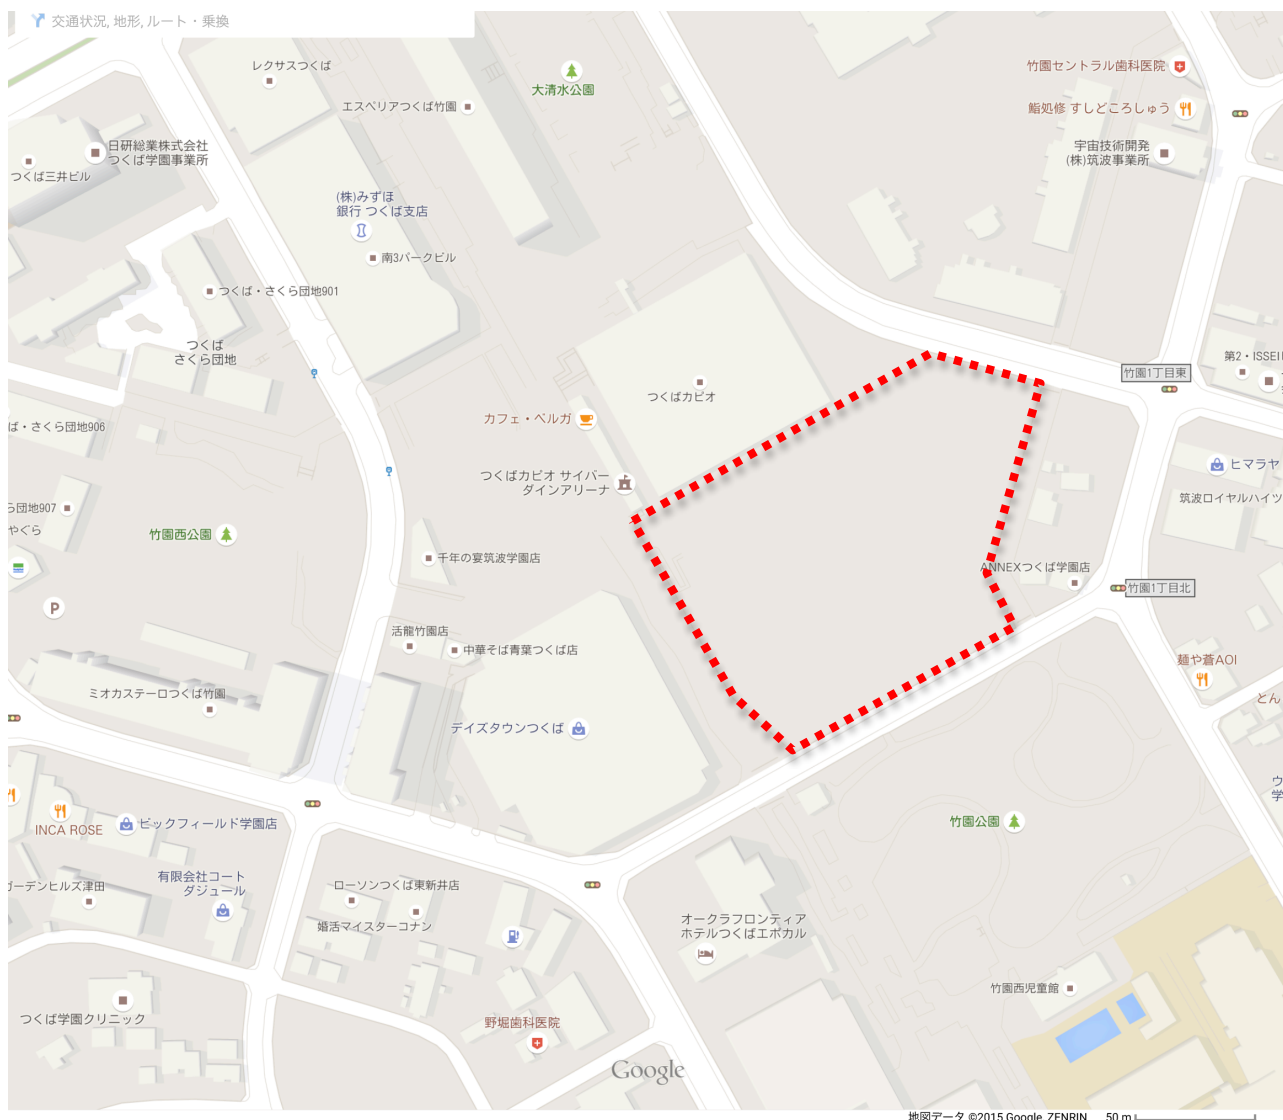 交通状況, 地形, ルート・乗換
レクサスつくば
エスペリアつくば竹園
大清水公園
竹園セントラル歯科医院
鮨処修 すしどころしゅう
日研総業株式会社
つくば学園事業所
つくば三井ビル
宇宙技術開発
(株)筑波事業所
(株)みずほ
銀行 つくば支店
南3パークビル
つくば・さくら団地901
つくば
さくら団地
つくばカピオ
竹園1丁目東
第2・ISSEI
カフェ・ベルガ
ば・さくら団地906
つくばカピオ サイバー
ダインアリーナ
ヒマラヤ
筑波ロイヤルハイツ
ら団地907
やぐら
竹園西公園
千年の宴筑波学園店
ANNEXつくば学園店
竹園1丁目北
P
活龍竹園店
中華そば青葉つくば店
麺や蒼AOI
ミオカステーロつくば竹園
とん
デイズタウンつくば
ウ
学
INCA ROSE
ビックフィールド学園店
竹園公園
有限会社コート
ダジュール
ガーデンヒルズ津田
ローソンつくば東新井店
婚活マイスターコナン
オークラフロンティア
ホテルつくばエポカル
竹園西児童館
つくば学園クリニック
野堀歯科医院
Google
地図データ ©2015 Google, ZENRIN
50 m